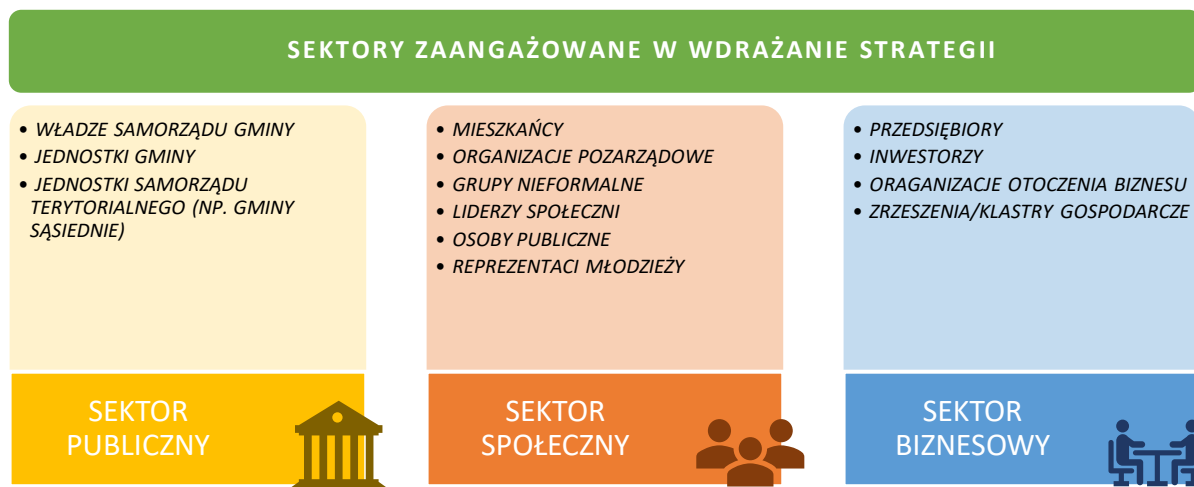 SEKTORY ZAANGAŻOWANE W WDRAŻANIE STRATEGII
• WŁADZE SAMORZĄDU GMINY
• JEDNOSTKI GMINY
• JEDNOSTKI SAMORZĄDU
TERYTORIALNEGO (NP. GMINY
SĄSIEDNIE)
SEKTOR
PUBLICZNY
• MIESZKAŃCY
• ORGANIZACJE POZARZĄDOWE
• GRUPY NIEFORMALNE
• LIDERZY SPOŁECZNI
• OSOBY PUBLICZNE
• REPREZENTACI MŁODZIEŻY
SEKTOR
SPOŁECZNY
• PRZEDSIĘBIORY
• INWESTORZY
• ORAGANIZACJE OTOCZENIA BIZNESU
• ZRZESZENIA/KLASTRY GOSPODARCZE
SEKTOR
BIZNESOWY